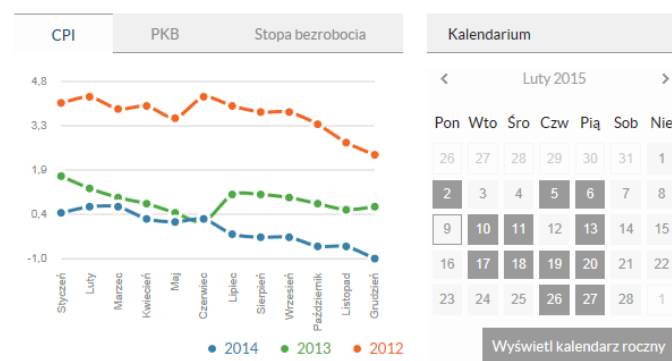 CPI PKB Stopa bezrobocia
4,8
3,3
1,9
0,4
-1,0
Styczeń Luty Marzec Kwiecień Maj Czerwiec Lipiec Sierpień Wrzesień Październik Listopad Grudzień
2014 2013 2012
Kalendarium
< Luty 2015 >
Pon Wto Śro Czw Pią Sob Nie
26 27 28 29 30 31 1
2 3 4 5 6 7 8
9 10 11 12 13 14 15
16 17 18 19 20 21 22
23 24 25 26 27 28 1
Wyświetl kalendarz roczny